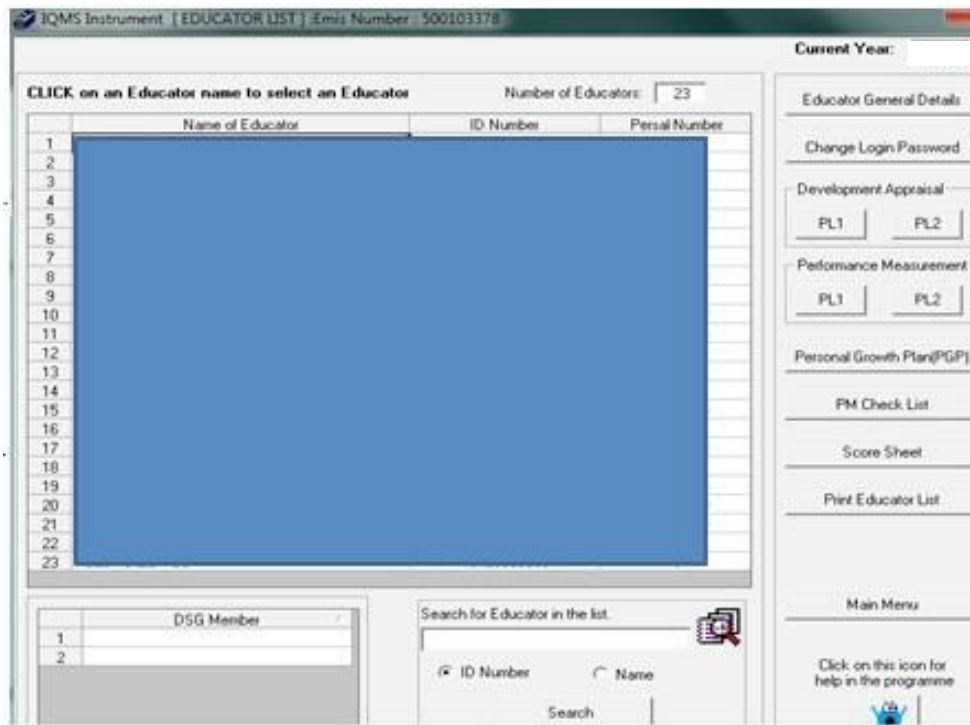 IQMS Instrument [ EDUCATOR LIST ] :Emis Number : 500103378
Current Year:
CLICK on an Educator name to select an Educator
Number of Educators: 23
Name of Educator ID Number Persal Number
1
2
3
4
5
6
7
8
9
10
11
12
13
14
15
16
17
18
19
20
21
22
23
DSG Member
1
2
Search for Educator in the list.
ID Number Name
Search
Educator General Details
Change Login Password
Development Appraisal
PL1 PL2
Performance Measurement
PL1 PL2
Personal Growth Plan(PGP)
PM Check List
Score Sheet
Print Educator List
Main Menu
Click on this icon for
help in the programme